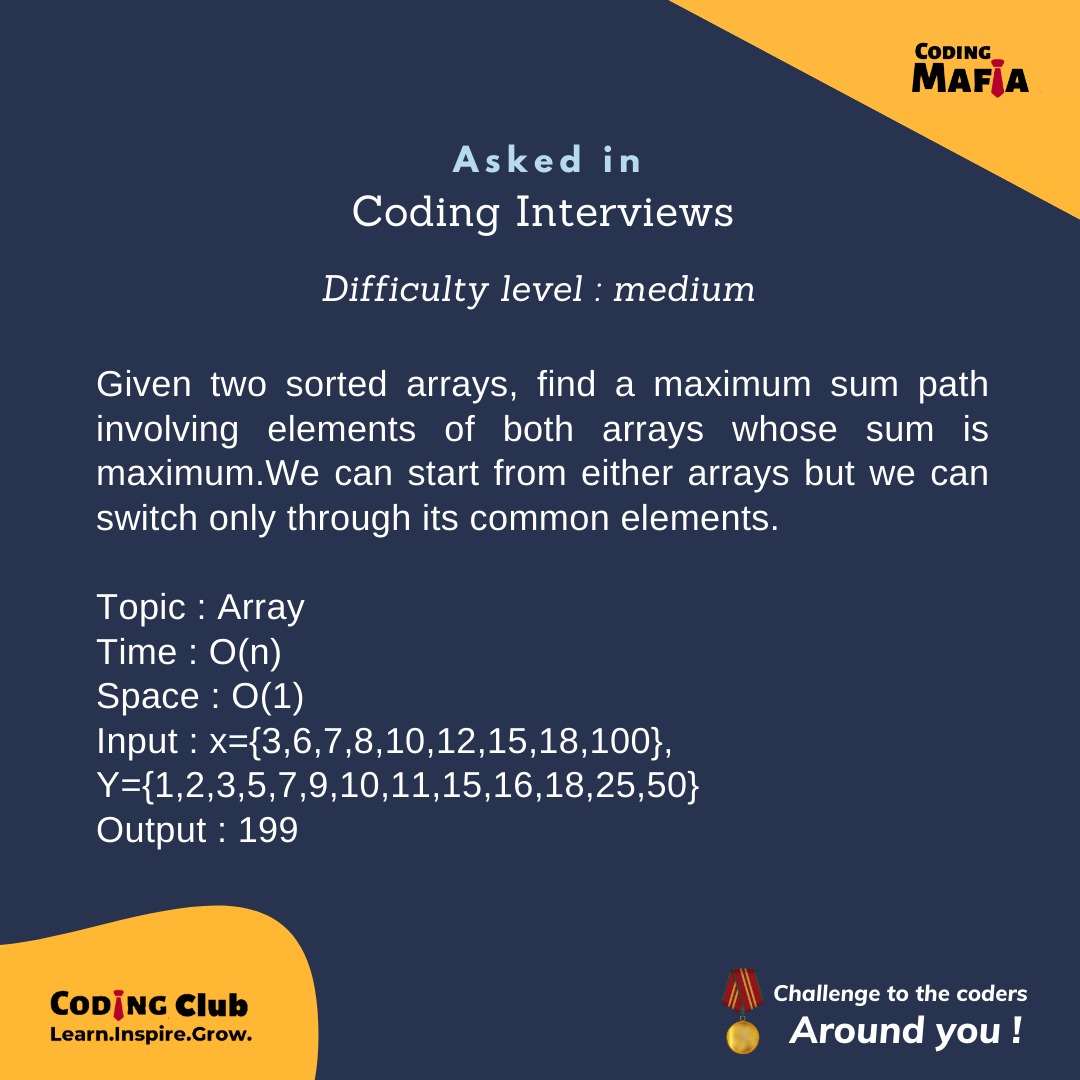 CODING
MAFIA
Asked in
Coding Interviews
Difficulty level : medium
Given two sorted arrays, find a maximum sum path
involving elements of both arrays whose sum is
maximum.We can start from either arrays but we can
switch only through its common elements.
Topic : Array
Time : O(n)
Space : O(1)
Input : x={3,6,7,8,10,12,15,18,100},
Y={1,2,3,5,7,9,10,11,15,16,18,25,50}
Output : 199
CODING Club
Learn.Inspire.Grow.
Challenge to the coders
Around you !